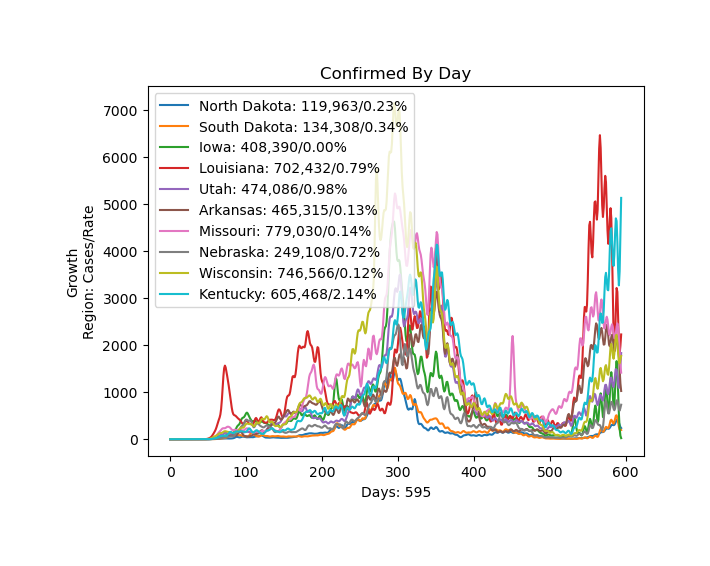 Confirmed By Day
7000
6000
5000
4000
3000
2000
1000
0
Growth
Region: Cases/Rate
North Dakota: 119,963/0.23%
South Dakota: 134,308/0.34%
Iowa: 408,390/0.00%
Louisiana: 702,432/0.79%
Utah: 474,086/0.98%
Arkansas: 465,315/0.13%
Missouri: 779,030/0.14%
Nebraska: 249,108/0.72%
Wisconsin: 746,566/0.12%
Kentucky: 605,468/2.14%
0 100 200 300 400 500 600
Days: 595